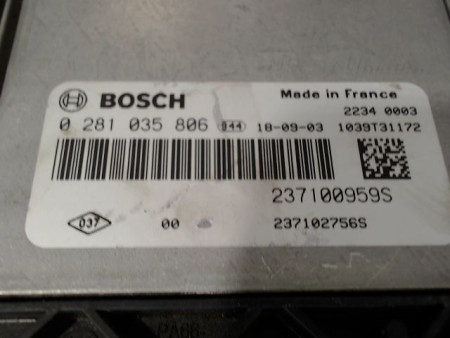 BOSCH
Made in France
2234 0003
0 281 035 806 944 18-09-03 1039T31172
237100959S
037 00 237102756S